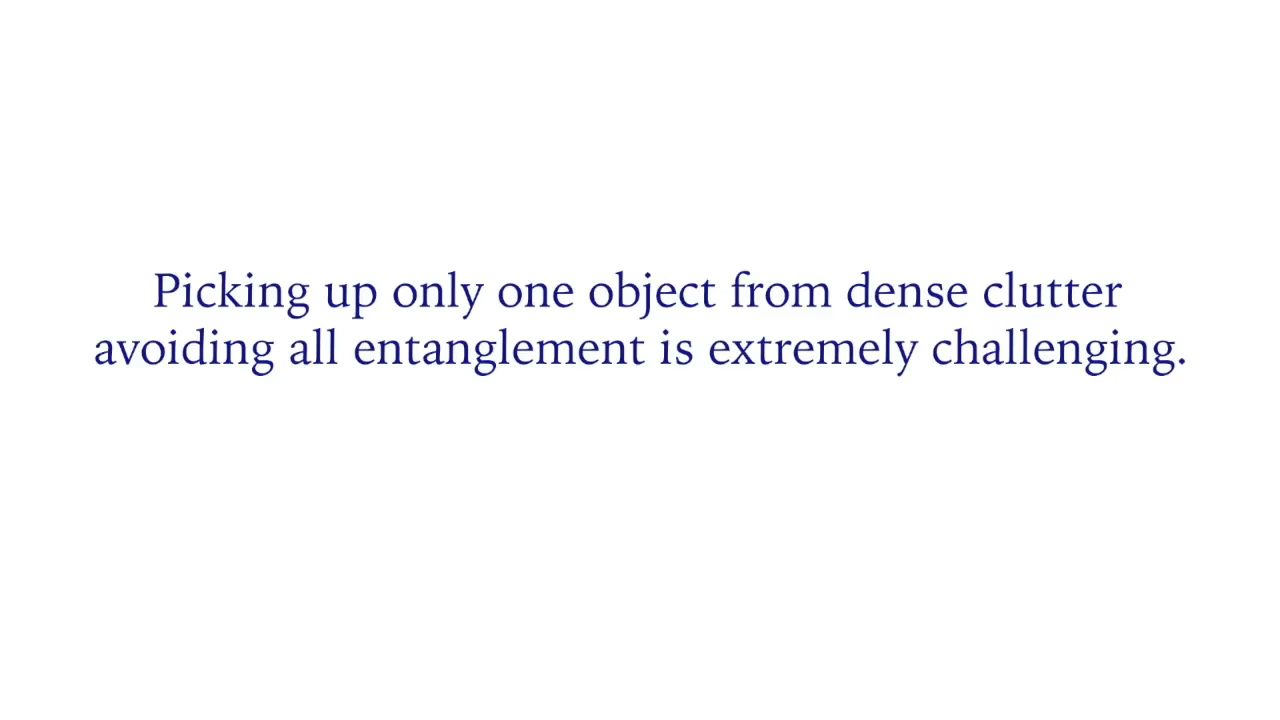 Picking up only one object from dense clutter
avoiding all entanglement is extremely challenging.